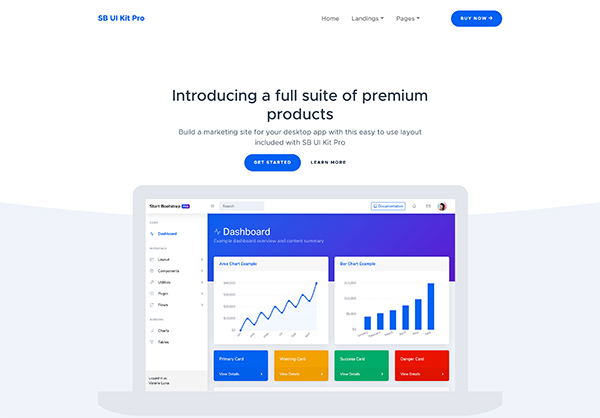 SB UI Kit Pro
Home Landings Pages BUY NOW
Introducing a full suite of premium
products
Build a marketing site for your desktop app with this easy to use layout
included with SB UI Kit Pro
GET STARTED LEARN MORE
Start Bootstrap PRO
Search
Documentation
Dashboard
Layout
Components
Utilities
Pages
Flows
Charts
Tables
Logged in as:
Valerie Luna
Dashboard
Example dashboard overview and content summary
Area Chart Example
$40,000
$30,000
$20,000
$10,000
$0
Bar Chart Example
$15,000
$10,000
$5,000
$0
Primary Card
View Details
Warning Card
View Details
Success Card
View Details
Danger Card
View Details